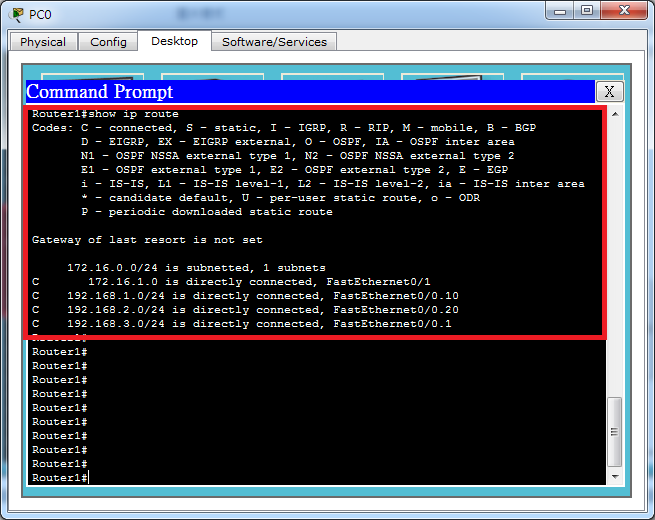 PC0
Physical Config Desktop Software/Services
Command Prompt X
Router1#show ip route
Codes: C - connected, S - static, I - IGRP, R - RIP, M - mobile, B - BGP
D - EIGRP, EX - EIGRP external, O - OSPF, IA - OSPF inter area
N1 - OSPF NSSA external type 1, N2 - OSPF NSSA external type 2
E1 - OSPF external type 1, E2 - OSPF external type 2, E - EGP
i - IS-IS, L1 - IS-IS level-1, L2 - IS-IS level-2, ia - IS-IS inter area
* - candidate default, U - per-user static route, o - ODR
P - periodic downloaded static route
Gateway of last resort is not set
172.16.0.0/24 is subnetted, 1 subnets
C 172.16.1.0 is directly connected, FastEthernet0/1
C 192.168.1.0/24 is directly connected, FastEthernet0/0.10
C 192.168.2.0/24 is directly connected, FastEthernet0/0.20
C 192.168.3.0/24 is directly connected, FastEthernet0/0.1
Router1#
Router1#
Router1#
Router1#
Router1#
Router1#
Router1#
Router1#
Router1#
Router1#
Router1#